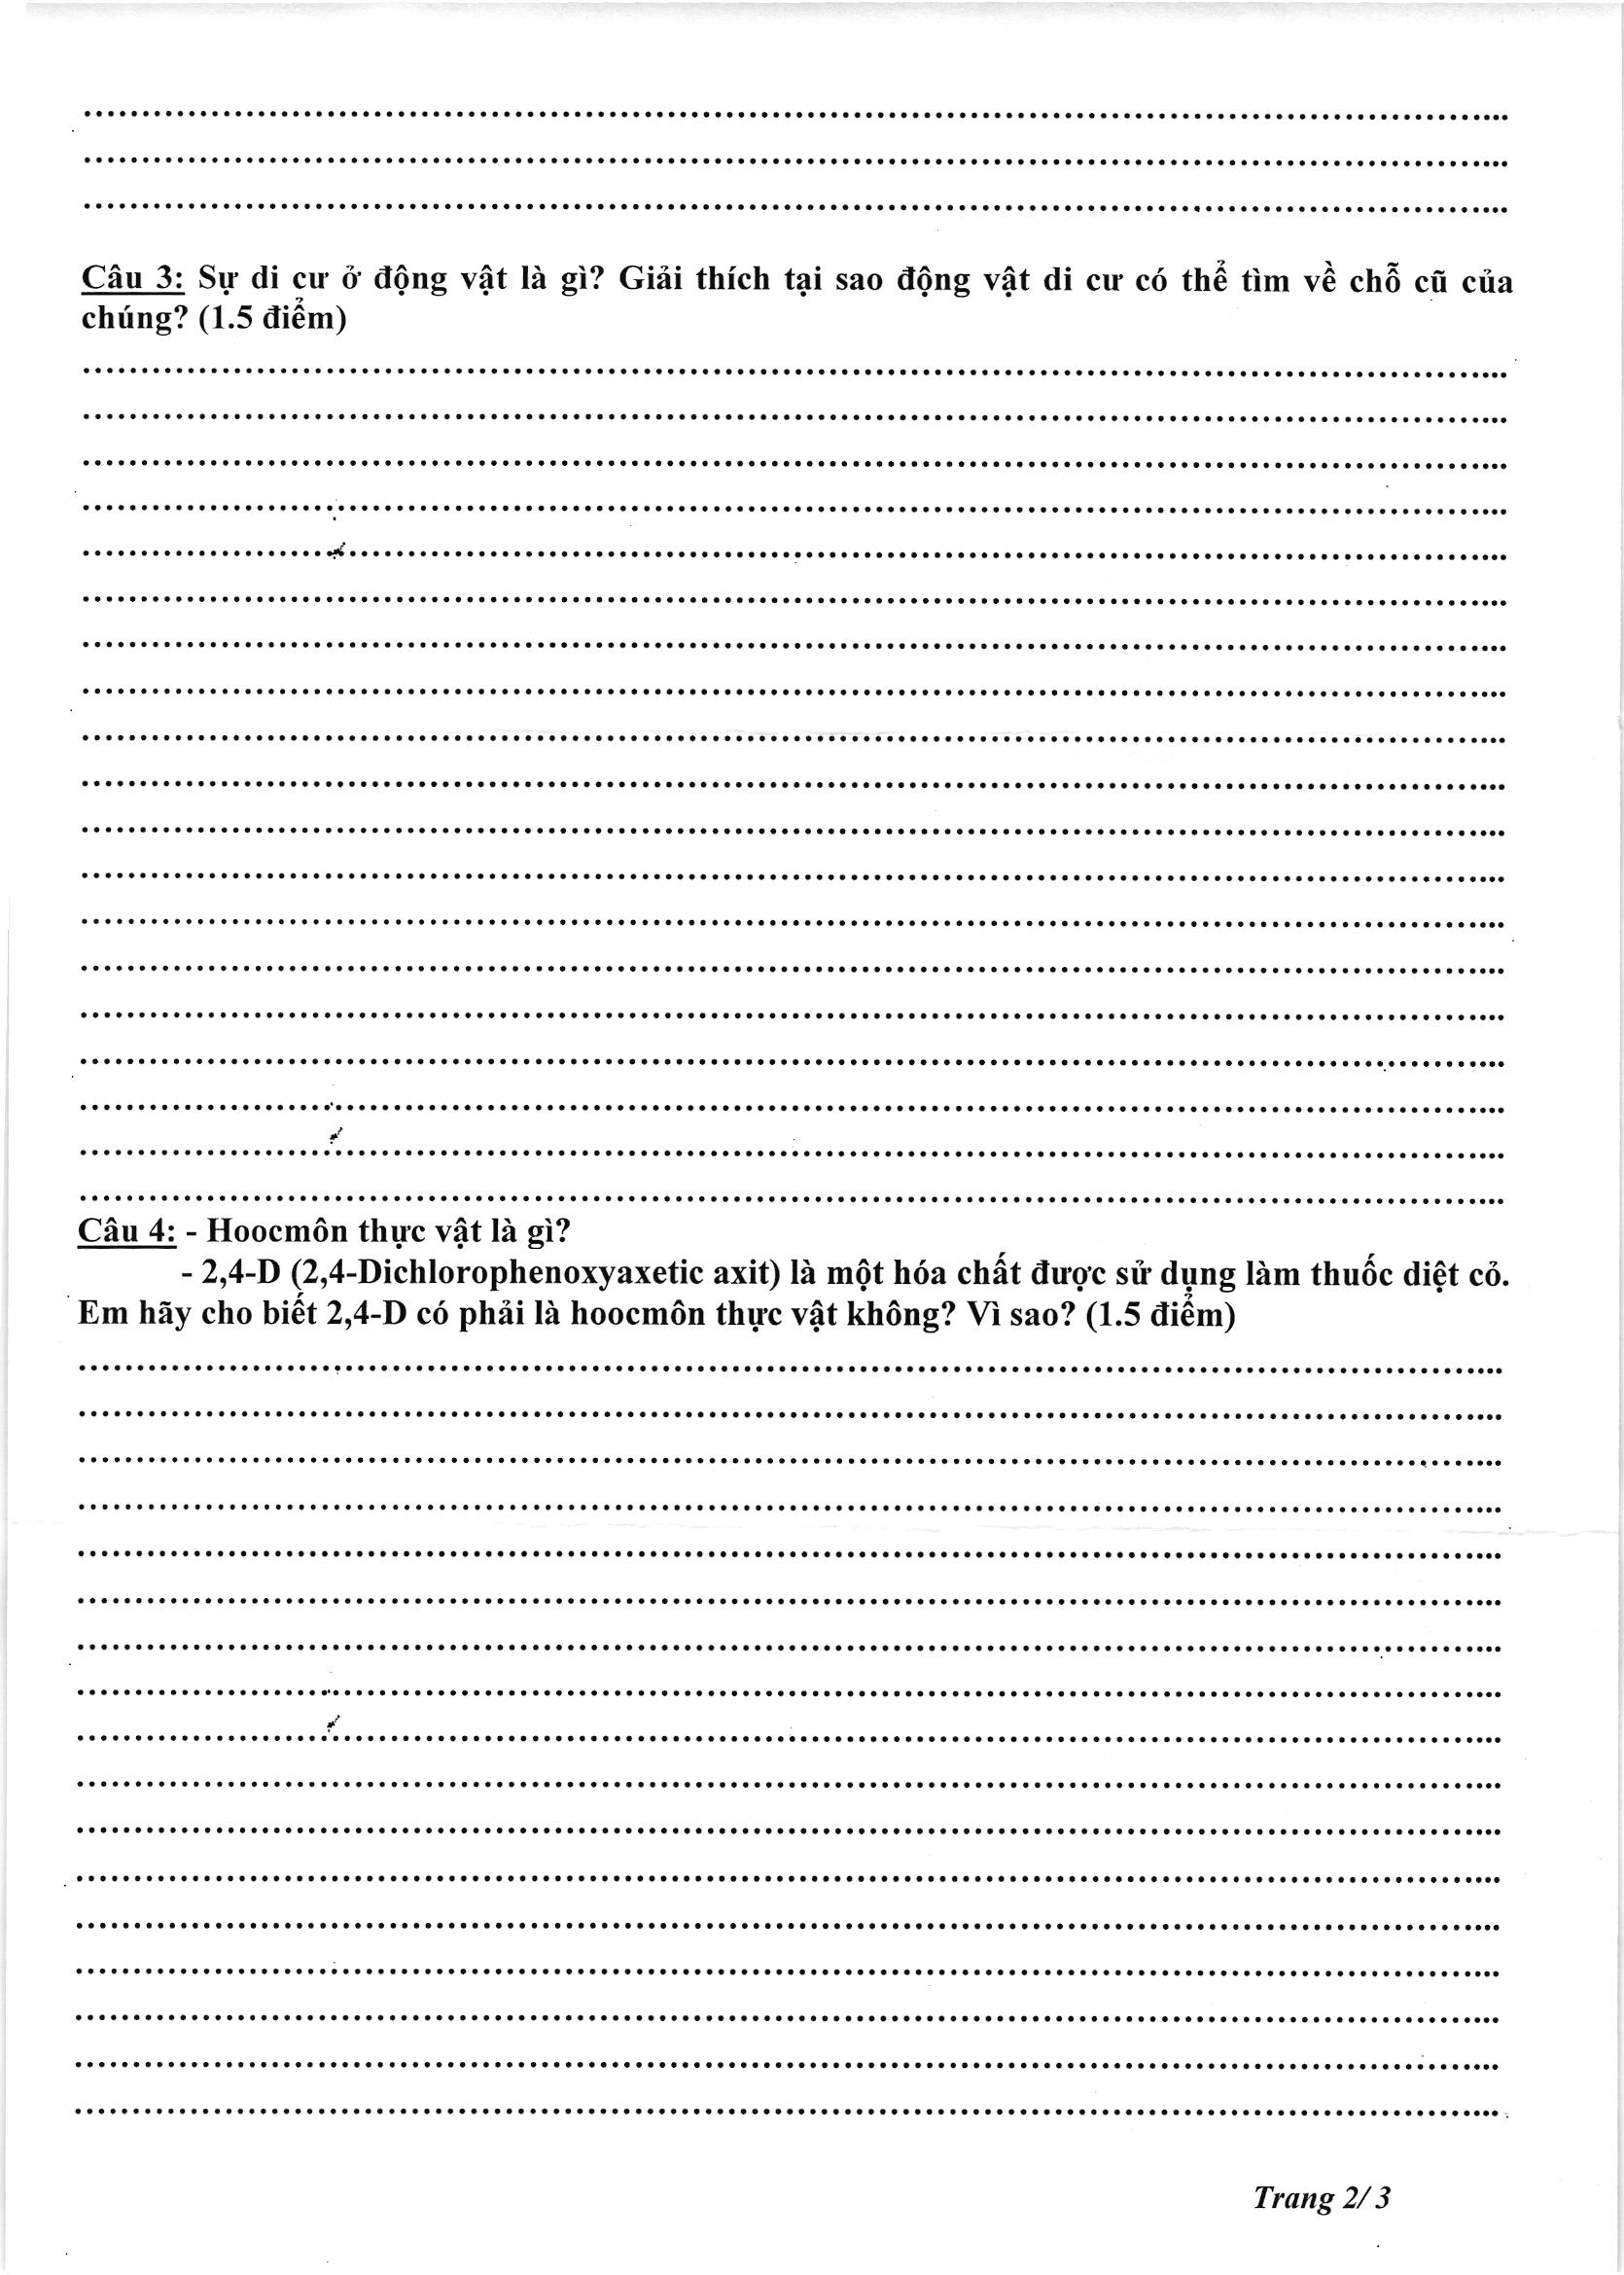 Câu 3: Sự di cư ở động vật là gì? Giải thích tại sao động vật di cư có thể tìm về chỗ cũ của
chúng? (1.5 điểm)
Câu 4: - Hoocmôn thực vật là gì?
- 2,4-D (2,4-Dichlorophenoxyaxetic axit) là một hóa chất được sử dụng làm thuốc diệt cỏ.
Em hãy cho biết 2,4-D có phải là hoocmôn thực vật không? Vì sao? (1.5 điểm)
Trang 2/ 3